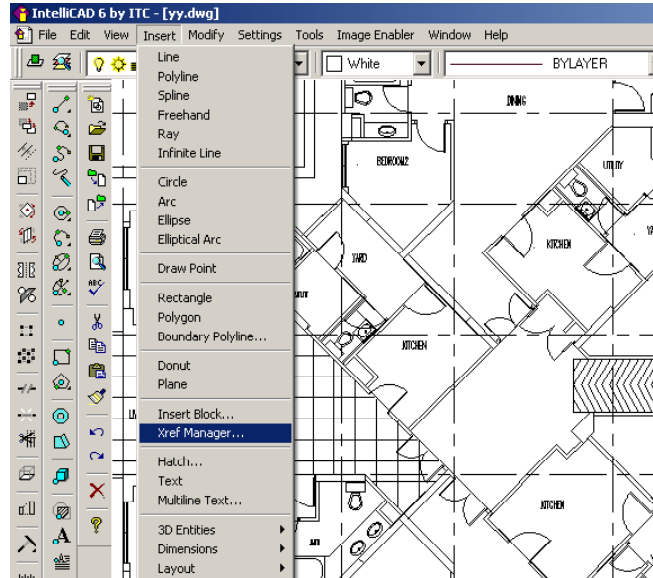 IntelliCAD 6 by ITC - [yy.dwg]
File Edit View Insert Modify Settings Tools Image Enabler Window Help
White BYLAYER
Line
Polyline
Spline
Freehand
Ray
Infinite Line
Circle
Arc
Ellipse
Elliptical Arc
Draw Point
Rectangle
Polygon
Boundary Polyline...
Donut
Plane
Insert Block...
Xref Manager...
Hatch...
Text
Multiline Text...
3D Entities
Dimensions
Layout
ABC
A
DINING
BEDROOM2
UTILITY
KITCHEN
YARD
KITCHEN
KITCHEN